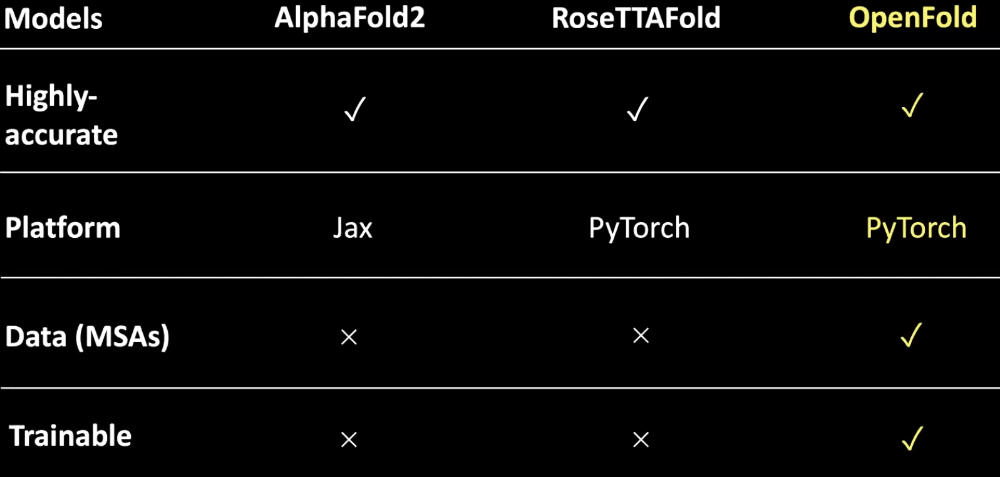 Models AlphaFold2 RoseTTAFold OpenFold
Highly-
accurate ✓ ✓ ✓
Platform Jax PyTorch PyTorch
Data (MSAs) × × ✓
Trainable × × ✓